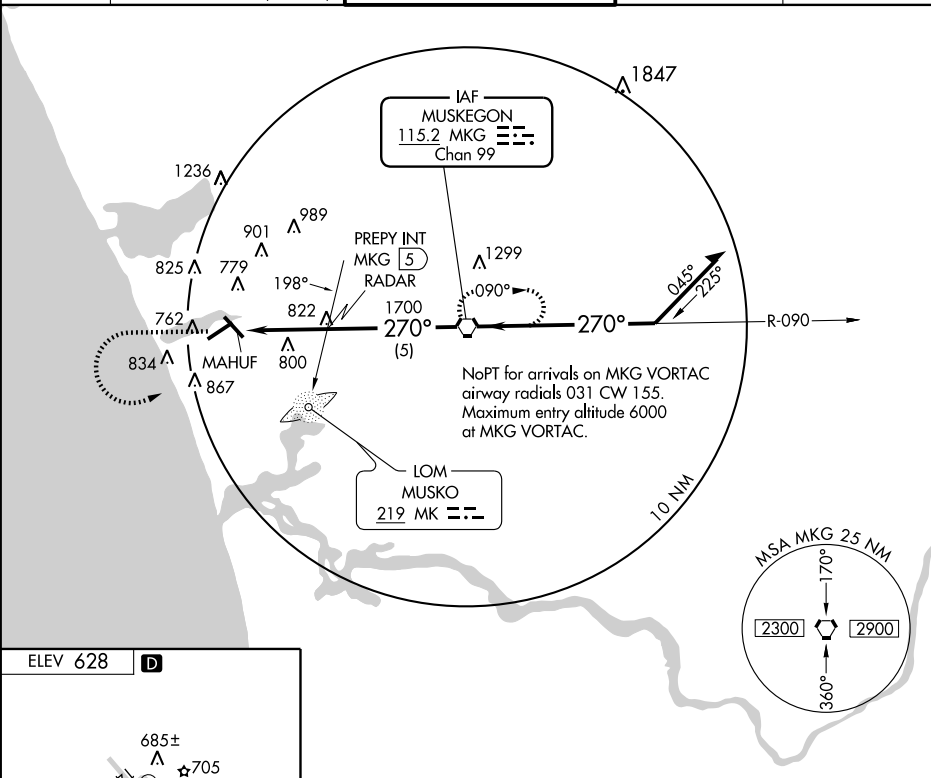 1847
IAF
MUSKEGON
115.2 MKG
Chan 99
1236
989
901
PREPY INT
MKG 5
RADAR
1299
825
779
198°
090°
045°
225°
822
1700
762
270°
270°
R-090
(5)
834
MAHUF
800
867
NoPT for arrivals on MKG VORTAC
airway radials 031 CW 155.
Maximum entry altitude 6000
at MKG VORTAC.
LOM
MUSKO
219 MK
10 NM
MSA MKG 25 NM
170°
2300
2900
360°
ELEV 628 D
685±
705